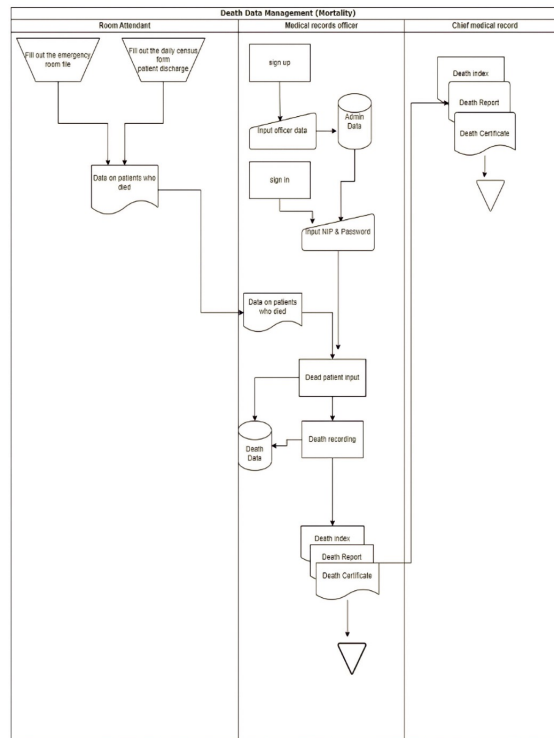 Death Data Management (Mortality)
Room Attendant
Medical records officer
Chief medical record
Fill out the emergency
room file
Fill out the daily census
form
patient discharge
Data on patients who
died
sign up
Input officer data
Admin
Data
sign in
Input NIP & Password
Data on patients
who died
Dead patient input
Death recording
Death
Data
Death index
Death Report
Death Certificate
Death index
Death Report
Death Certificate